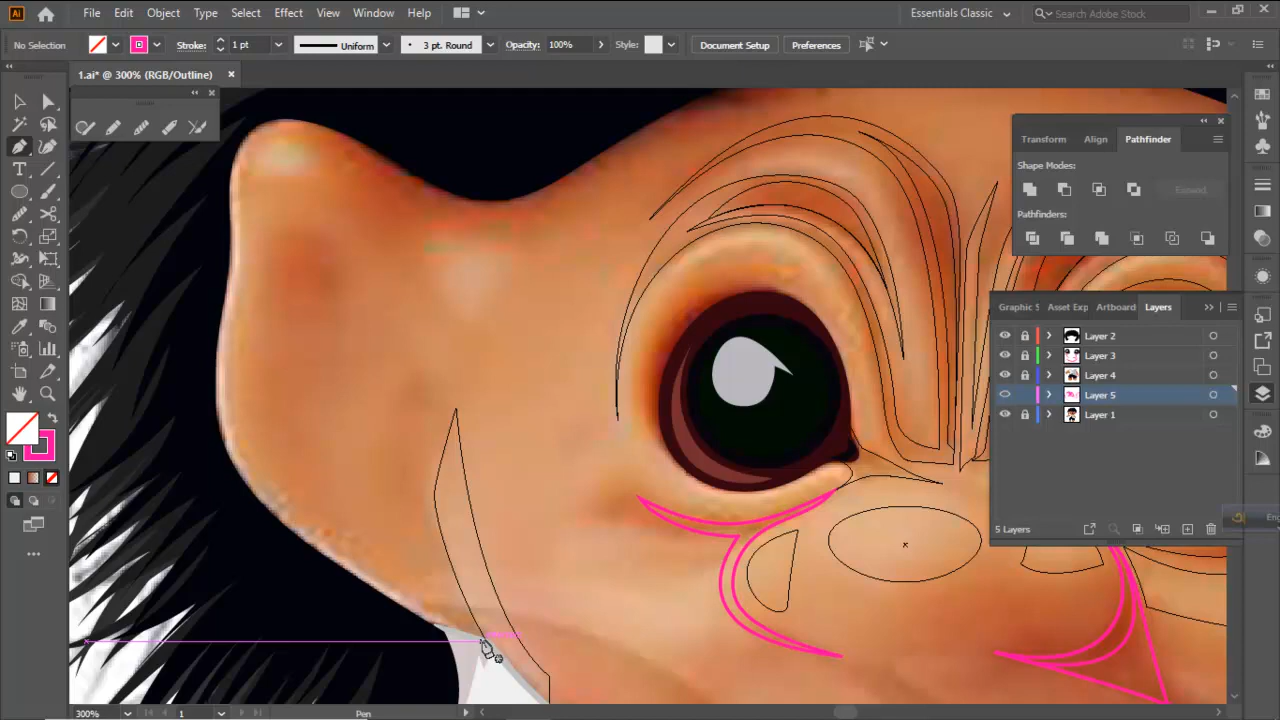 Ai File Edit Object Type Select Effect View Window Help Essentials Classic Search Adobe Stock
No Selection Stroke: 1 pt Uniform 3 pt. Round Opacity: 100% Style: Document Setup Preferences
1.ai* @ 300% (RGB/Outline)
Transform Align Pathfinder
Shape Modes:
Expand
Pathfinders:
Graphic S Asset Exp Artboard Layers
Layer 2
Layer 3
Layer 4
Layer 5
Layer 1
5 Layers
300% 1 Pen